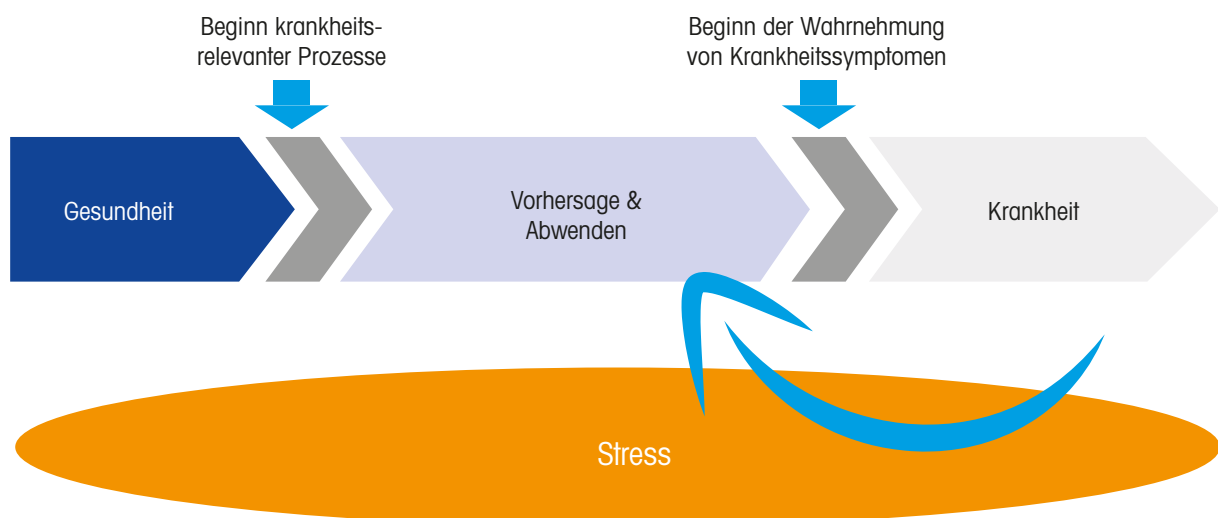 Beginn krankheits-
relevanter Prozesse
Beginn der Wahrnehmung
von Krankheitssymptomen
Gesundheit
Vorhersage &
Abwenden
Krankheit
Stress